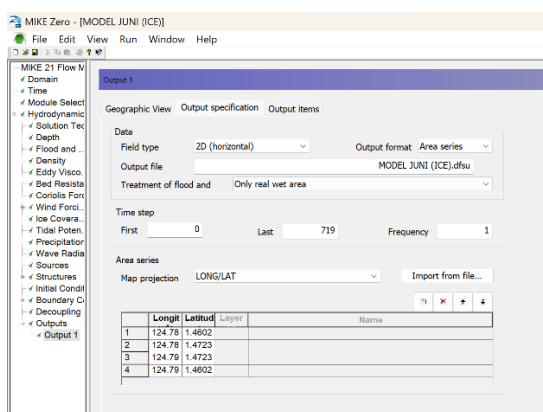 MIKE Zero - [MODEL JUNI (ICE)]
File Edit View Run Window Help
MIKE 21 Flow M
Domain
Time
Module Select
Hydrodynamic
Solution Tec
Depth
Flood and ..
Density
Eddy Visco.
Bed Resista
Coriolis Forc
Wind Forci..
Ice Covera..
Tidal Poten.
Precipitation
Wave Radia
Sources
Structures
Initial Condit
Boundary Co
Decoupling
Outputs
Output 1
Output 1
Geographic View Output specification Output items
Data
Field type 2D (horizontal) Output format Area series
Output file MODEL JUNI (ICE).dfsu
Treatment of flood and Only real wet area
Time step
First 0 Last 719 Frequency 1
Area series
Map projection LONG/LAT Import from file...
Longit Latitud Layer Name
1 124.78 1.4602
2 124.78 1.4723
3 124.79 1.4723
4 124.79 1.4602